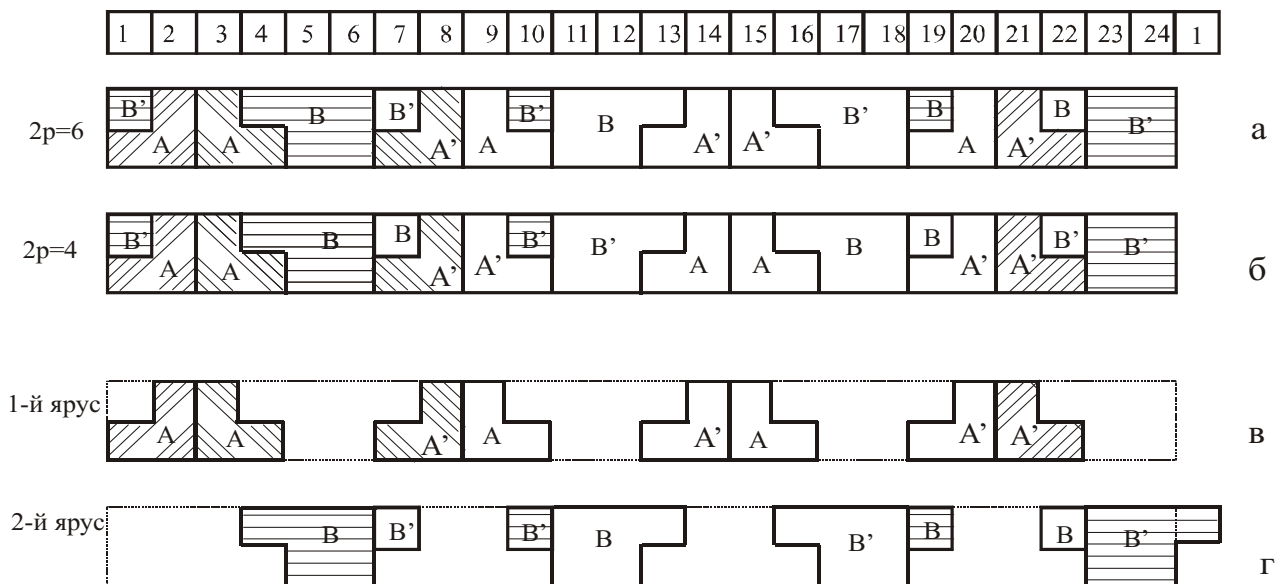 1 2 3 4 5 6 7 8 9 10 11 12 13 14 15 16 17 18 19 20 21 22 23 24 1
2p=6 B’ A A B B’ A’ A B’ B A’ A’ B’ B A A’ B B’ а
2p=4 B’ A A B B A’ A’ B’ B’ A A B B A’ A’ B’ B’ б
1-й ярус A A A’ A A’ A A’ A’ в
2-й ярус B B’ B’ B B’ B B B’ г